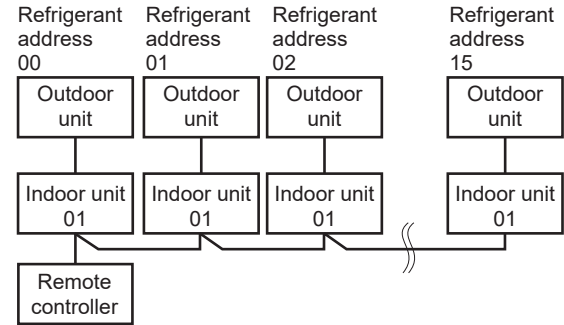 Refrigerant
address
00
Refrigerant
address
01
Refrigerant
address
02
Refrigerant
address
15
Outdoor
unit
Outdoor
unit
Outdoor
unit
Outdoor
unit
Indoor unit
01
Indoor unit
01
Indoor unit
01
Indoor unit
01
Remote
controller